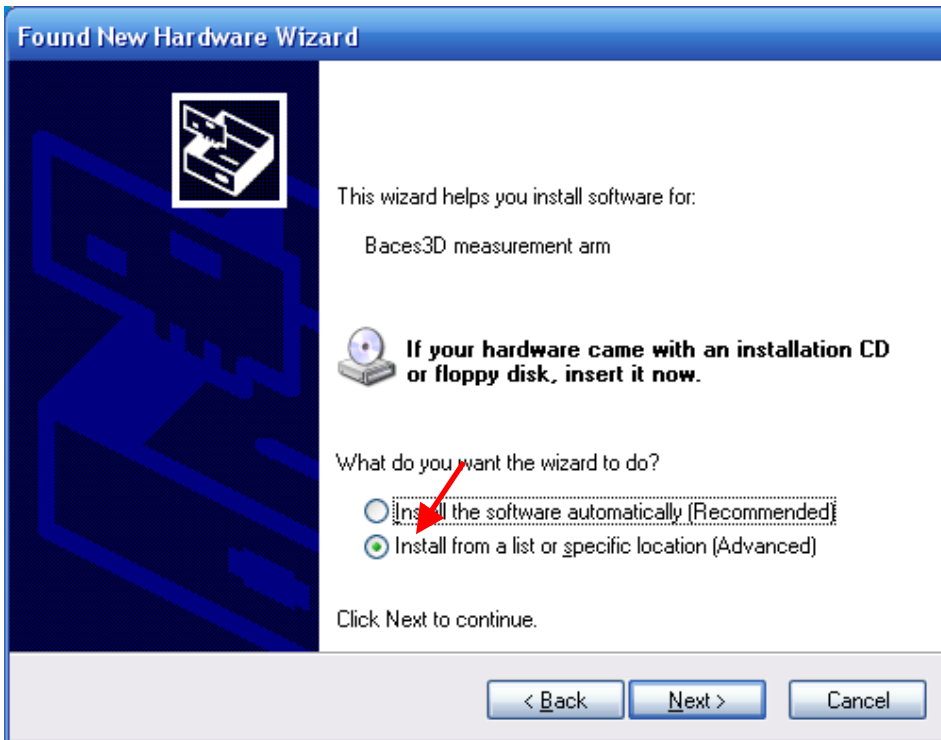 Found New Hardware Wizard
This wizard helps you install software for:
Baces3D measurement arm
If your hardware came with an installation CD
or floppy disk, insert it now.
What do you want the wizard to do?
Install the software automatically (Recommended)
Install from a list or specific location (Advanced)
Click Next to continue.
< Back Next > Cancel